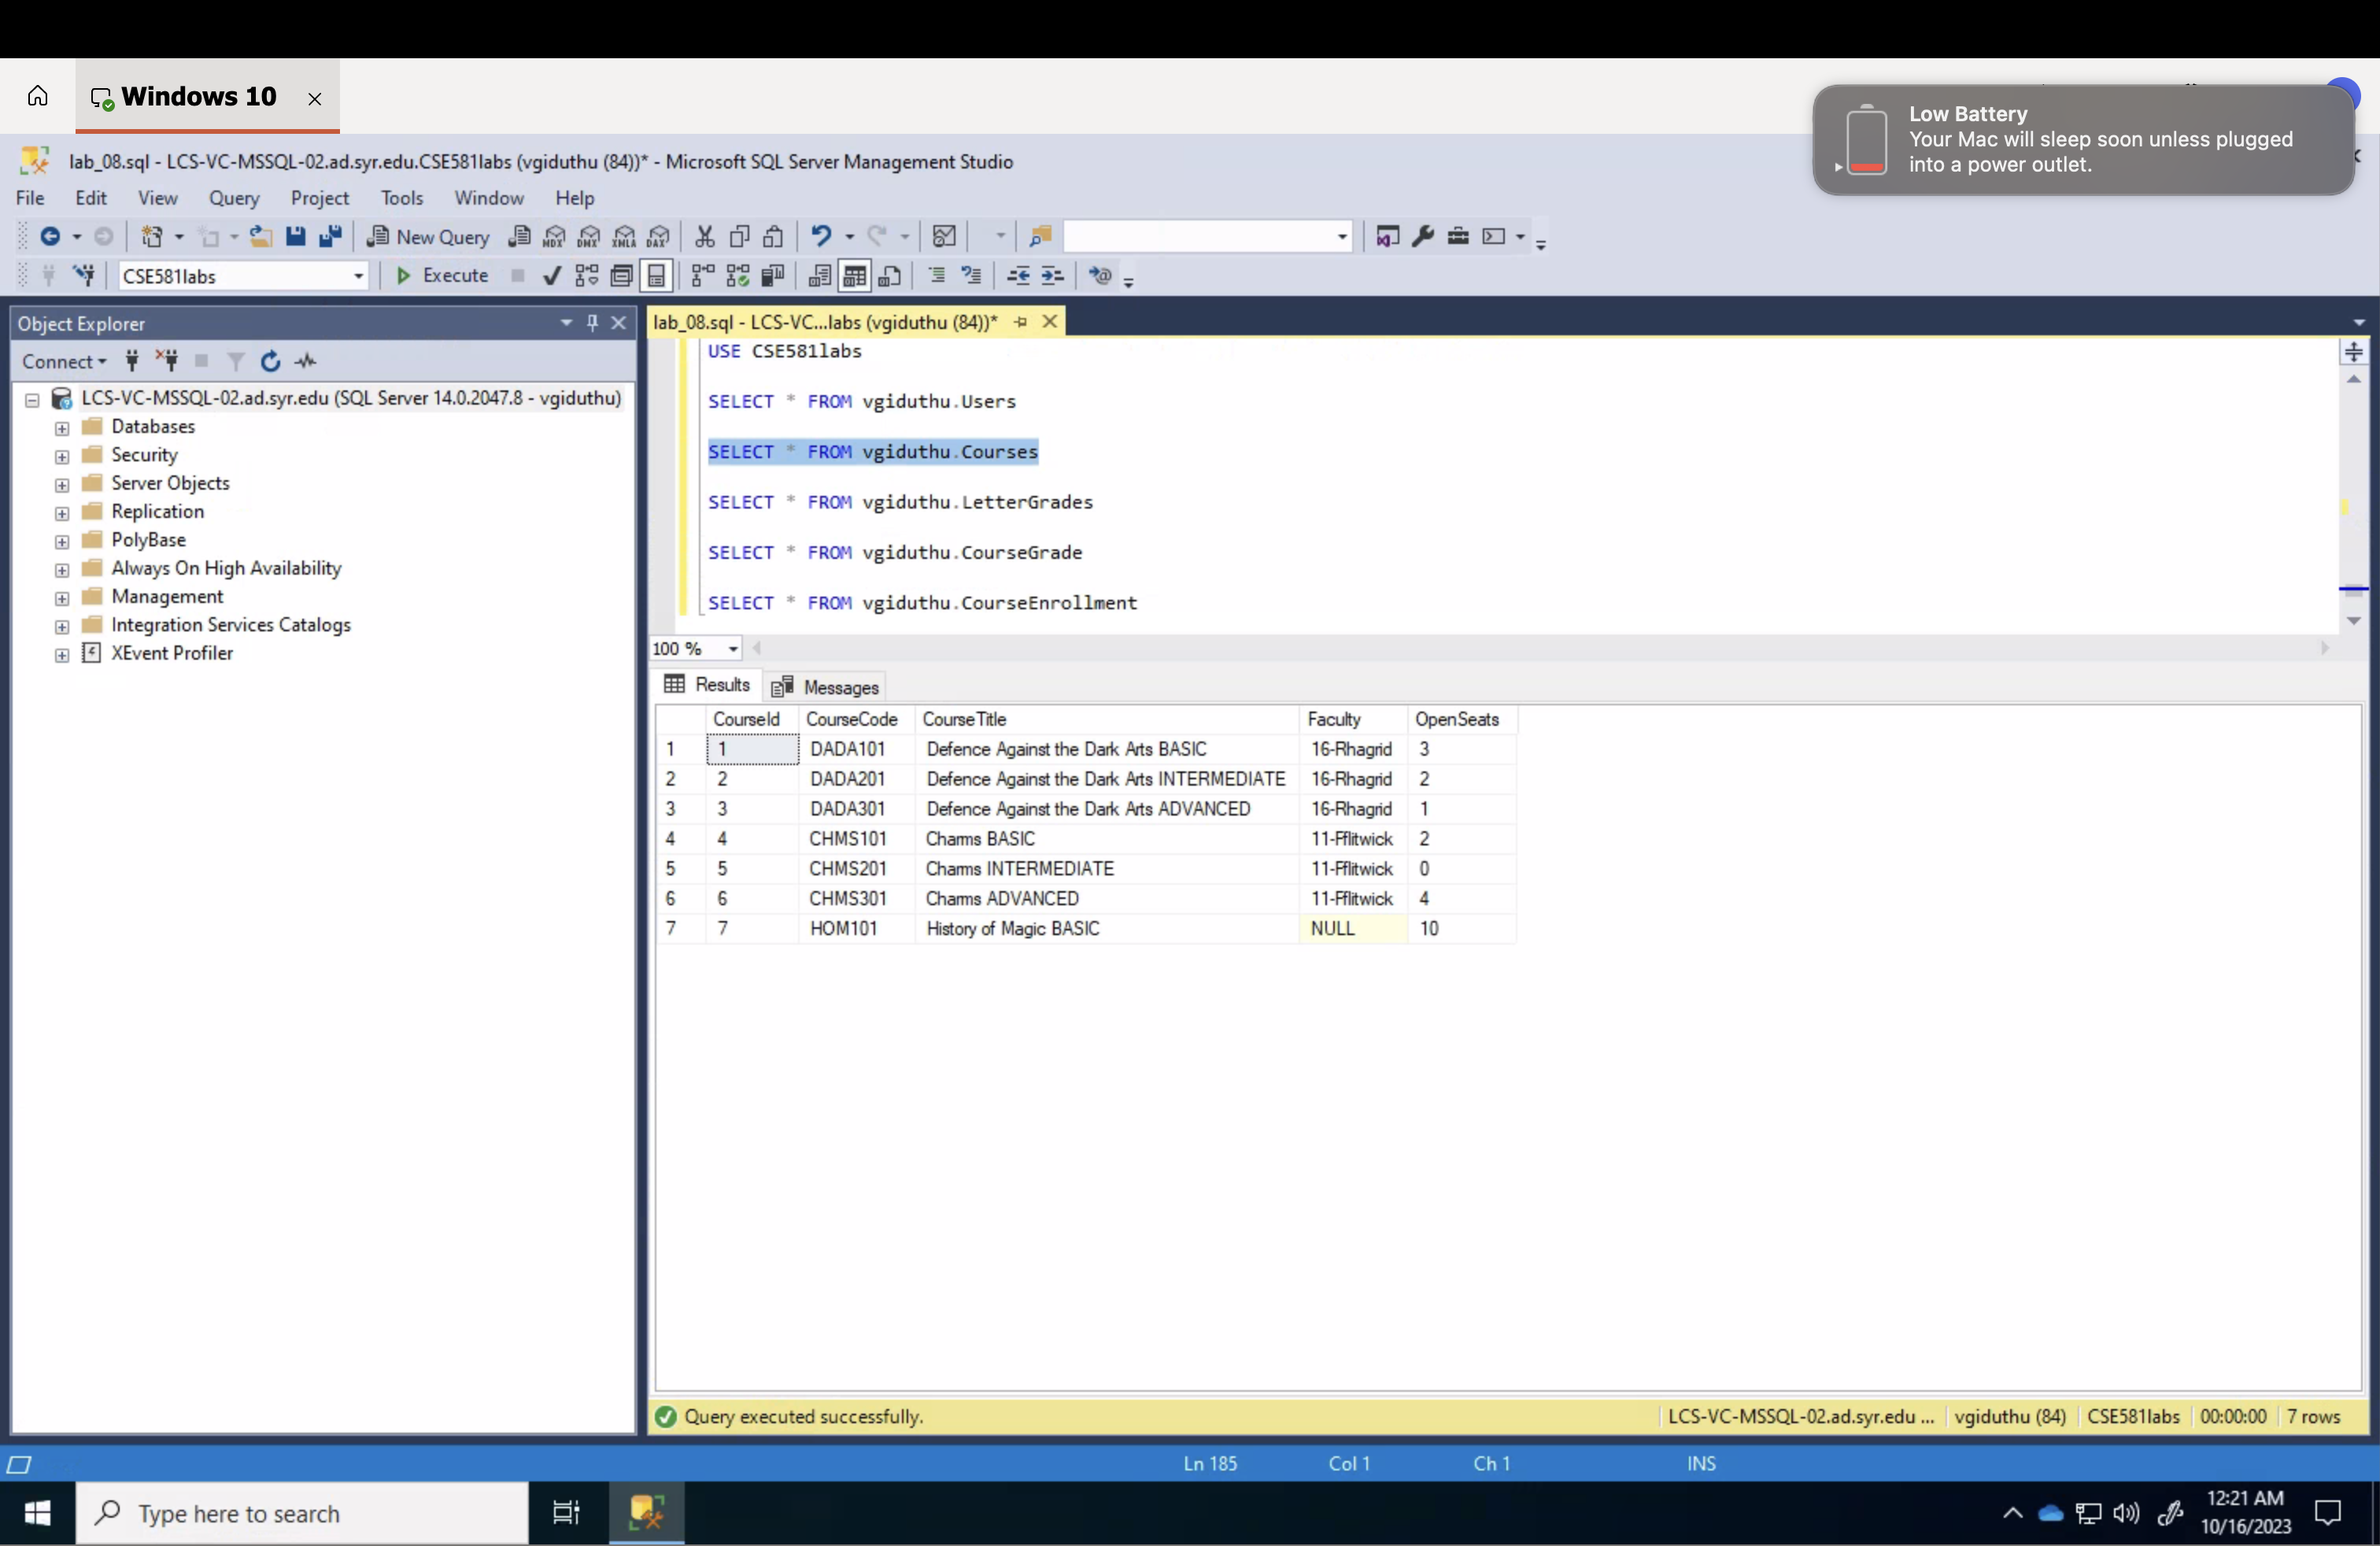 Windows 10
Low Battery
Your Mac will sleep soon unless plugged
into a power outlet.
lab_08.sql - LCS-VC-MSSQL-02.ad.syr.edu.CSE581labs (vgiduthu (84))* - Microsoft SQL Server Management Studio
File Edit View Query Project Tools Window Help
New Query MDX DMX XMLA DAX
CSE581labs Execute
Object Explorer
lab_08.sql - LCS-VC...labs (vgiduthu (84))*
Connect
LCS-VC-MSSQL-02.ad.syr.edu (SQL Server 14.0.2047.8 - vgiduthu)
Databases
Security
Server Objects
Replication
PolyBase
Always On High Availability
Management
Integration Services Catalogs
XEvent Profiler
USE CSE581labs
SELECT * FROM vgiduthu.Users
SELECT * FROM vgiduthu.Courses
SELECT * FROM vgiduthu.LetterGrades
SELECT * FROM vgiduthu.CourseGrade
SELECT * FROM vgiduthu.CourseEnrollment
100 %
Results Messages
CourseId CourseCode CourseTitle Faculty OpenSeats
1 1 DADA101 Defence Against the Dark Arts BASIC 16-Rhagrid 3
2 2 DADA201 Defence Against the Dark Arts INTERMEDIATE 16-Rhagrid 2
3 3 DADA301 Defence Against the Dark Arts ADVANCED 16-Rhagrid 1
4 4 CHMS101 Charms BASIC 11-Fflitwick 2
5 5 CHMS201 Charms INTERMEDIATE 11-Fflitwick 0
6 6 CHMS301 Charms ADVANCED 11-Fflitwick 4
7 7 HOM101 History of Magic BASIC NULL 10
Query executed successfully. LCS-VC-MSSQL-02.ad.syr.edu ... vgiduthu (84) CSE581labs 00:00:00 7 rows
Ln 185 Col 1 Ch 1 INS
Type here to search
12:21 AM
10/16/2023